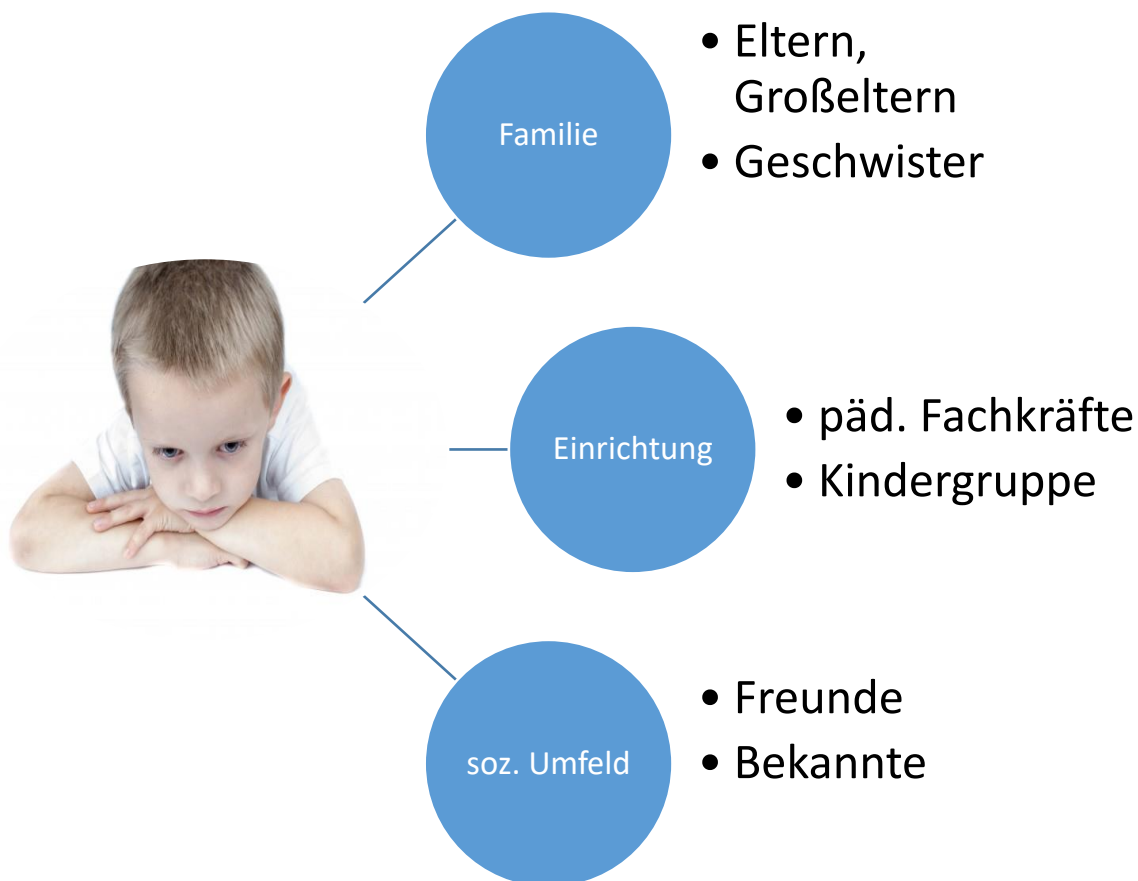 Familie
• Eltern,
Großeltern
• Geschwister
Einrichtung
• päd. Fachkräfte
• Kindergruppe
soz. Umfeld
• Freunde
• Bekannte